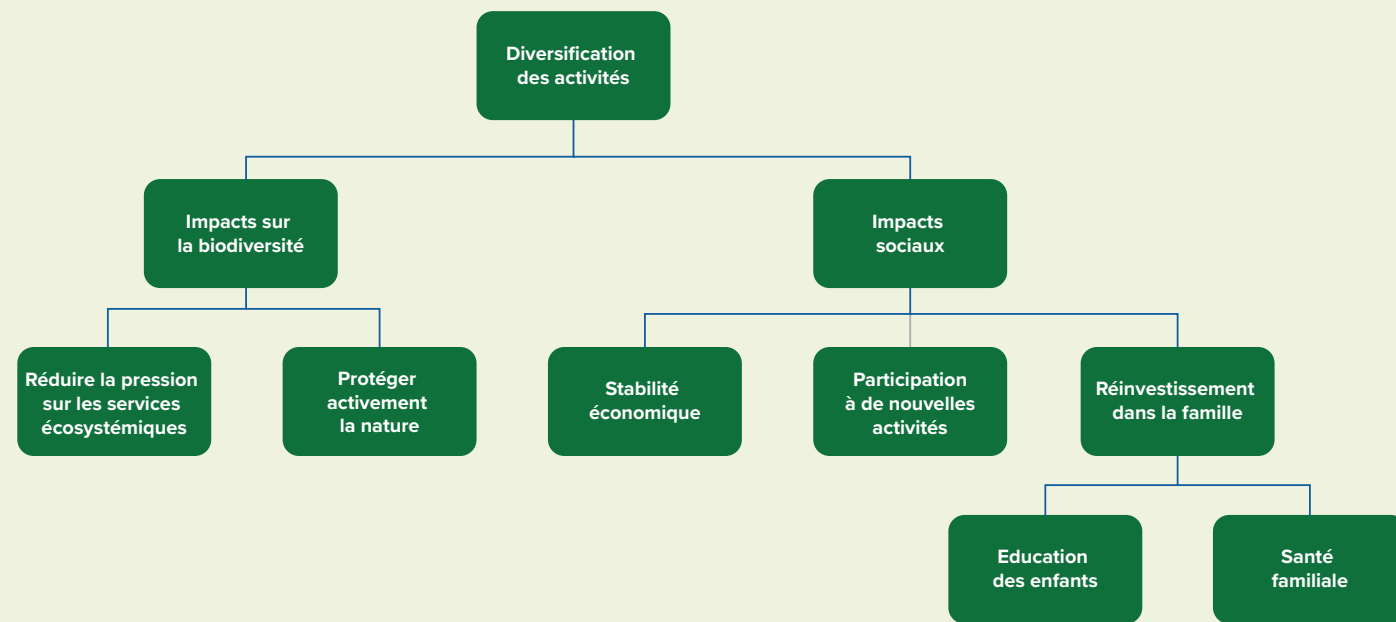 Diversification
des activités
Impacts sur
la biodiversité
Impacts
sociaux
Réduire la pression
sur les services
écosystémiques
Protéger
activement
la nature
Stabilité
économique
Participation
à de nouvelles
activités
Réinvestissement
dans la famille
Education
des enfants
Santé
familiale